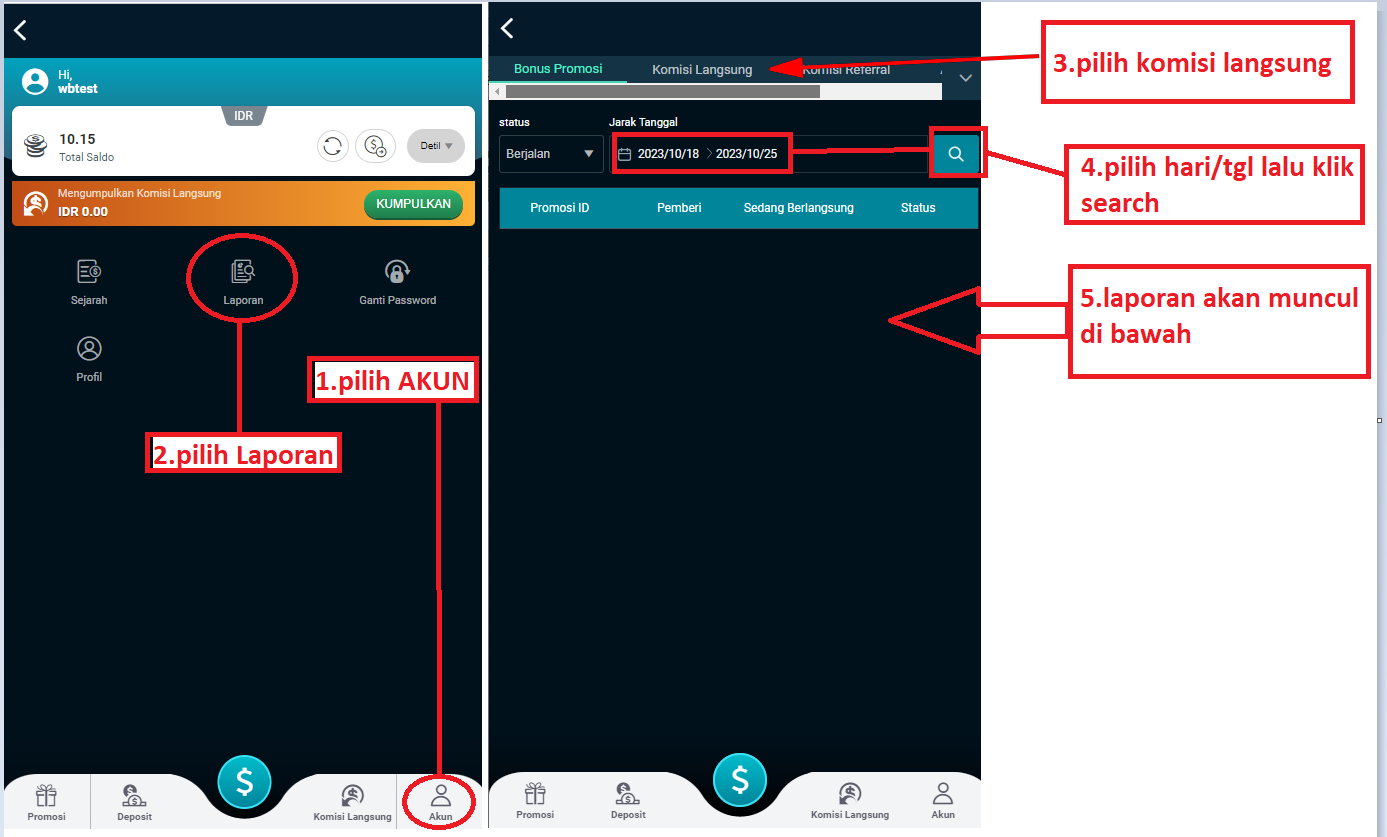 Hi,
wbtest
IDR
10.15
Total Saldo
Detil
Mengumpulkan Komisi Langsung
IDR 0.00
KUMPULKAN
Sejarah
Laporan
Ganti Password
Profil
1.pilih AKUN
2.pilih Laporan
Promosi
Deposit
Komisi Langsung
Akun
Bonus Promosi
Komisi Langsung
Komisi Referral
3.pilih komisi langsung
status
Jarak Tanggal
Berjalan
2023/10/18
2023/10/25
4.pilih hari/tgl lalu klik
search
Promosi ID
Pemberi
Sedang Berlangsung
Status
5.laporan akan muncul
di bawah
Promosi
Deposit
Komisi Langsung
Akun